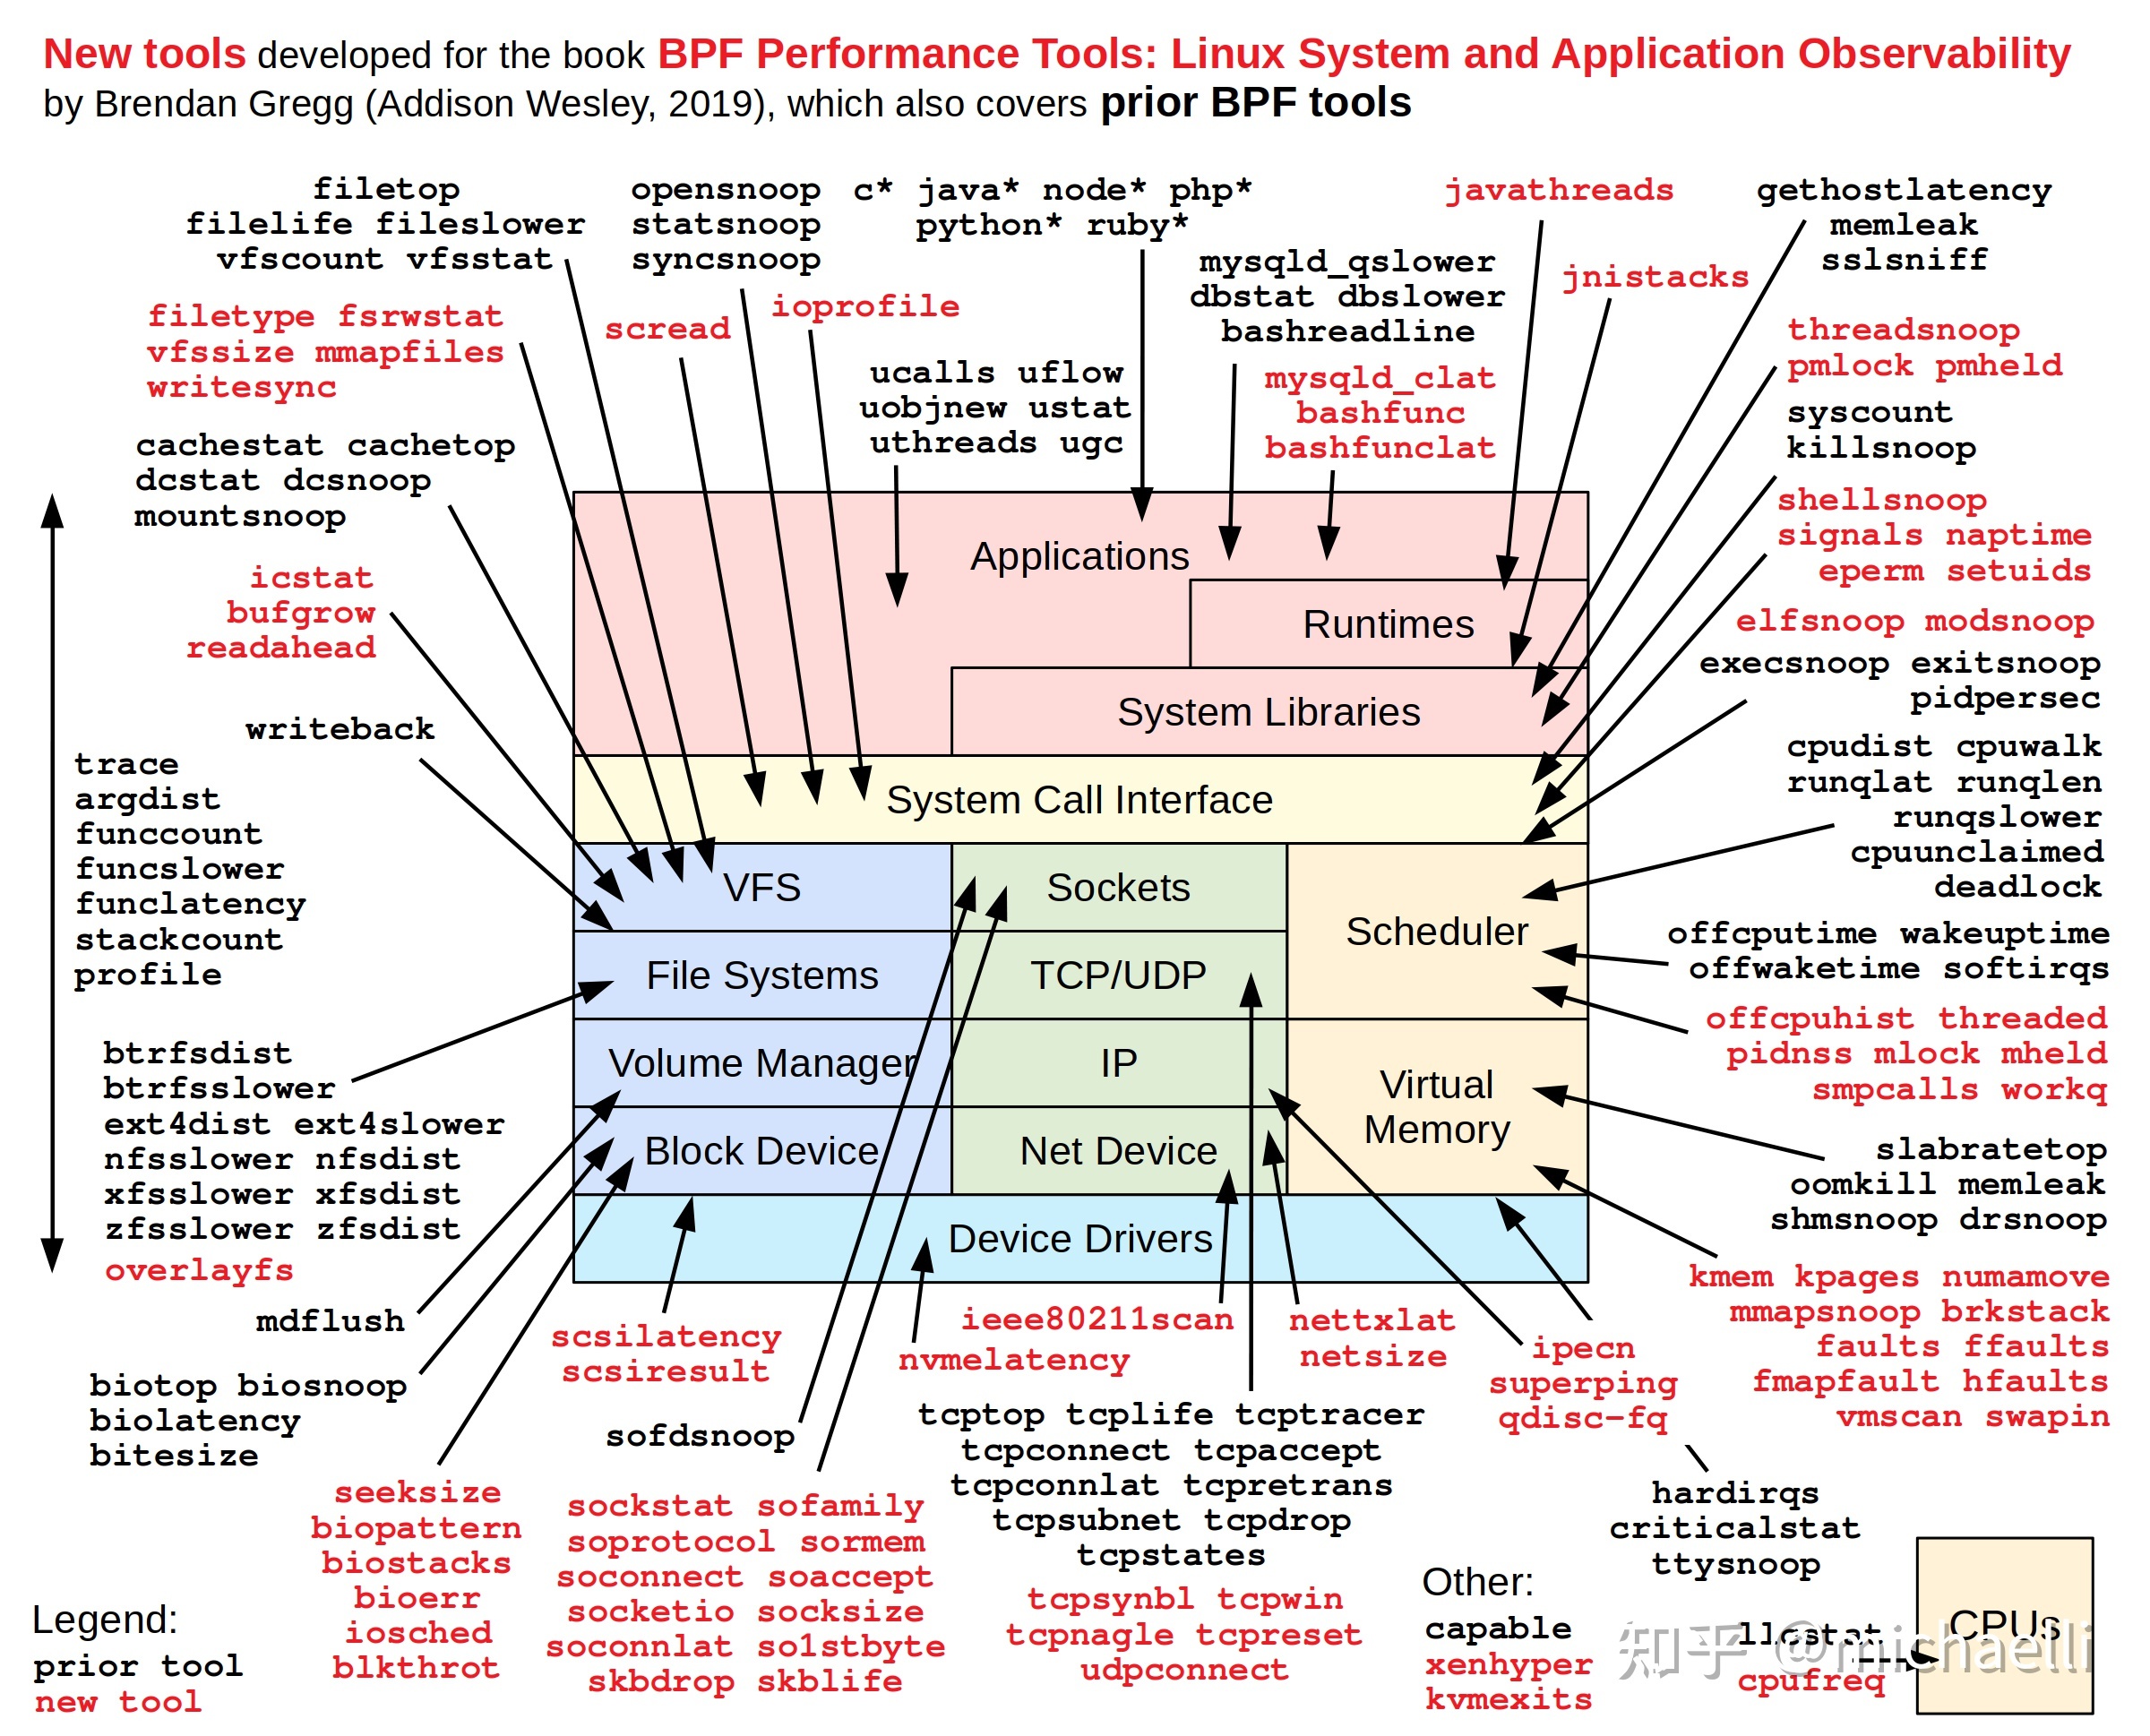 New tools developed for the book BPF Performance Tools: Linux System and Application Observability
by Brendan Gregg (Addison Wesley, 2019), which also covers prior BPF tools
filetop
filelife fileslower
vfscount vfsstat
opensnoop
statsnoop
syncsnoop
c* java* node* php*
python* ruby*
javathreads
gethostlatency
memleak
sslsniff
filetype fsrwstat
vfssize mmapfiles
writesync
scread
ioprofile
mysqld_qslower
dbstat dbslower
bashreadline
jnistacks
threadsnoop
pmlock pmheld
ucalls uflow
uobjnew ustat
uthreads ugc
mysqld_clat
bashfunc
bashfunclat
syscount
killsnoop
cachestat cachetop
dcstat dcsnoop
mountsnoop
shellsnoop
signals naptime
eperm setuids
icstat
bufgrow
readahead
elfsnoop modsnoop
execsnoop exitsnoop
pidpersec
writeback
trace
argdist
funccount
funcslower
funclatency
stackcount
profile
Applications
Runtimes
System Libraries
System Call Interface
VFS
Sockets
Scheduler
File Systems
TCP/UDP
Volume Manager
IP
Virtual
Memory
Block Device
Net Device
Device Drivers
cpudist cpuwalk
runqlat runqlen
runqslower
cpuunclaimed
deadlock
offcputime wakeuptime
offwaketime softirqs
offcpuhist threaded
pidnss mlock mheld
smpcalls workq
slabratetop
oomkill memleak
shmsnoop drsnoop
kmem kpages numamove
mmapsnoop brkstack
faults ffaults
fmapfault hfaults
vmscan swapin
btrfsdist
btrfsslower
ext4dist ext4slower
nfsslower nfsdist
xfsslower xfsdist
zfsslower zfsdist
overlayfs
mdflush
biotop biosnoop
biolatency
bitesize
scsilatency
scsiresult
ieee80211scan
nvmelatency
nettxlat
netsize
ipecn
superping
qdisc-fq
sofdsnoop
tcptop tcplife tcptracer
tcpconnect tcpaccept
tcpconnlat tcpretrans
tcpsubnet tcpdrop
tcpstates
tcpsynbl tcpwin
tcpnagle tcpreset
udpconnect
seeksize
biopattern
biostacks
bioerr
iosched
blkthrot
sockstat sofamily
soprotocol sormem
soconnect soaccept
socketio socksize
soconnlat so1stbyte
skbdrop skblife
hardirqs
criticalstat
ttysnoop
Legend:
prior tool
new tool
Other:
capable
xenhyper
kvmexits
llcstat
cpufreq
CPUs
知乎 @michaelli